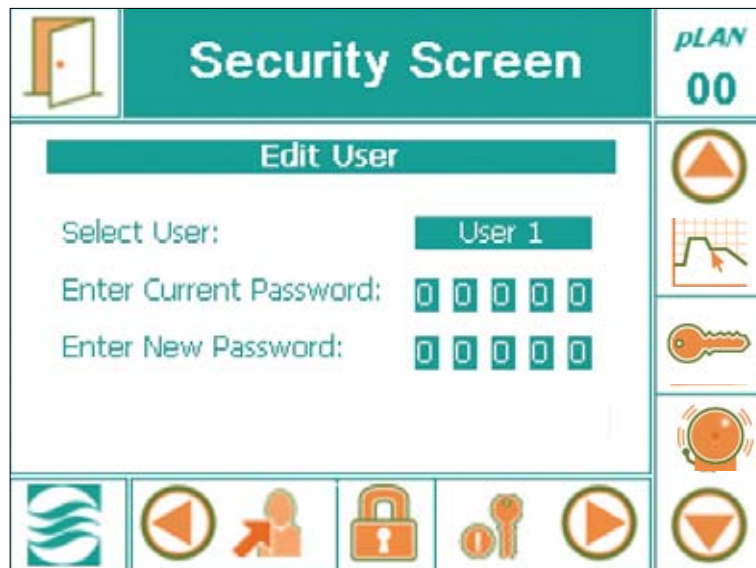 Security Screen
pLAN
00
Edit User
Select User: User 1
Enter Current Password: 0 0 0 0 0
Enter New Password: 0 0 0 0 0